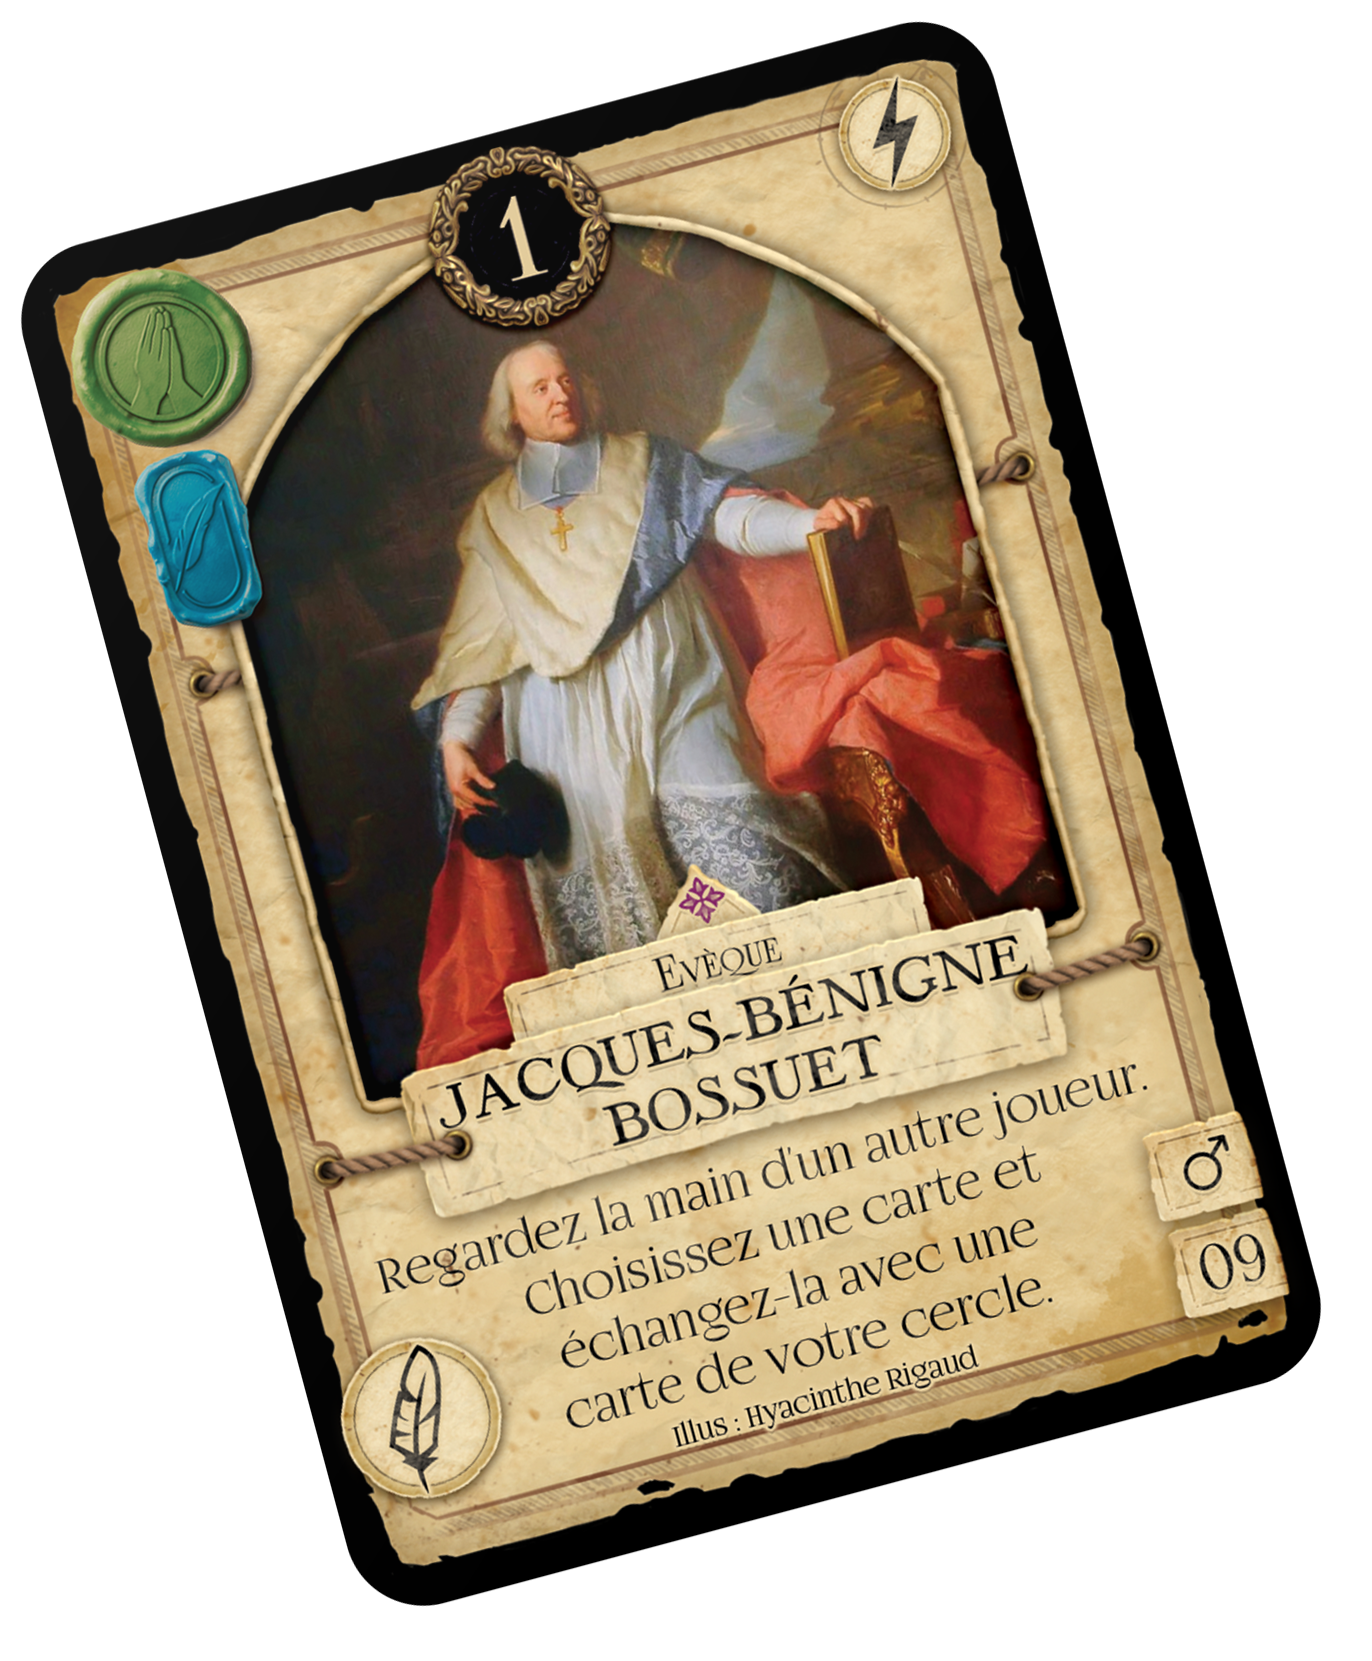 1
Evèque
JACQUES-BÉNIGNE
BOSSUET
Regardez la main d'un autre joueur.
Choisissez une carte et
échangez-la avec une
carte de votre cercle.
Illus : Hyacinthe Rigaud
♂
09